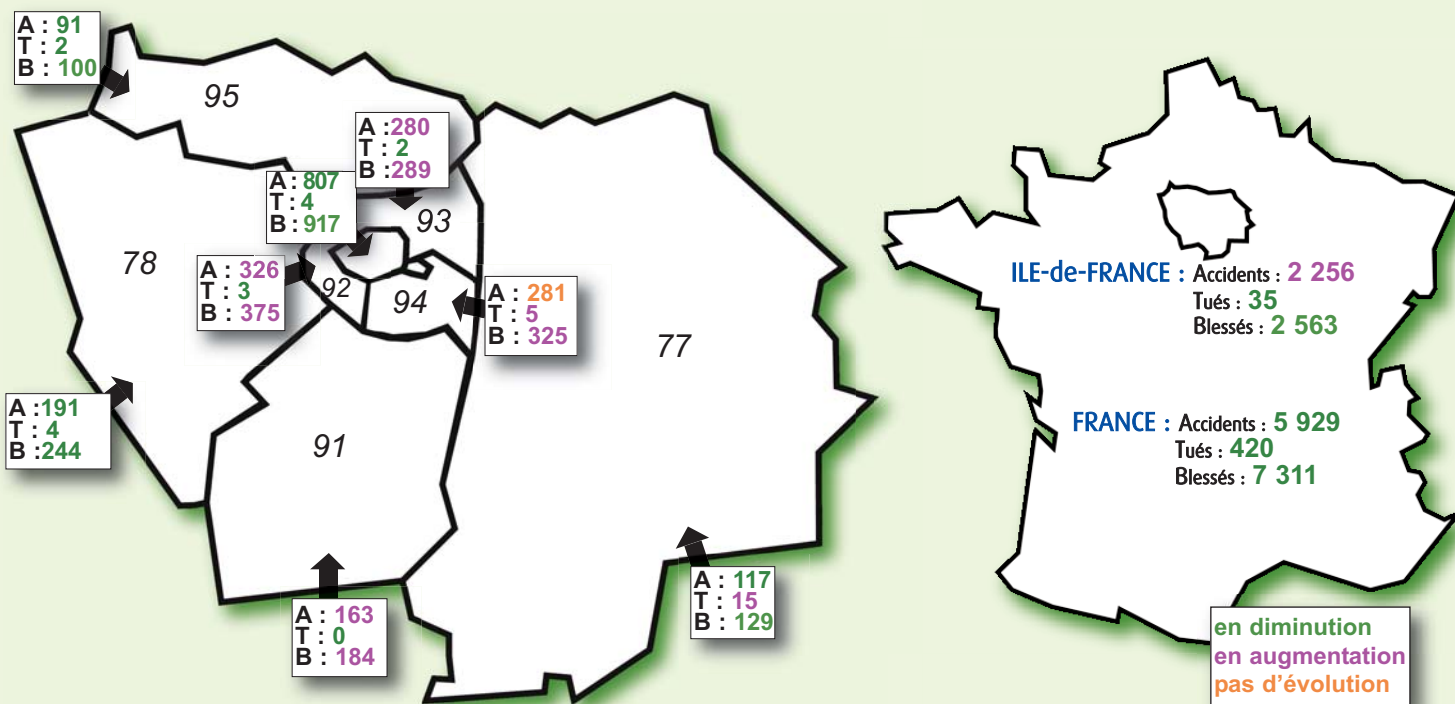 A : 91
T : 2
B : 100
95
A :280
T : 2
B :289
A: 807
T : 4
B : 917
93
78
A : 326
T : 3
B : 375
92
94
A : 281
T : 5
B : 325
77
A :191
T : 4
B :244
91
A : 163
T : 0
B : 184
A : 117
T : 15
B : 129
ILE-de-FRANCE : Accidents : 2 256
Tués : 35
Blessés : 2 563
FRANCE : Accidents : 5 929
Tués : 420
Blessés : 7 311
en diminution
en augmentation
pas d'évolution